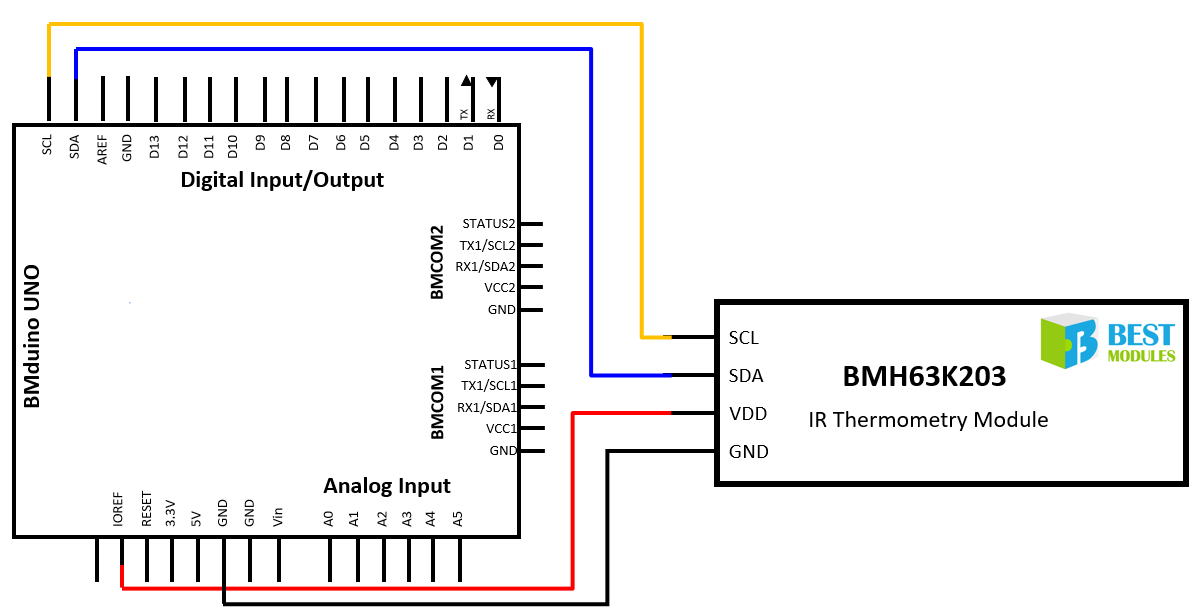 TX
RX
SCL
SDA
AREF
GND
D13
D12
D11
D10
D9
D8
D7
D6
D5
D4
D3
D2
D1
D0
Digital Input/Output
BMduino UNO
BMCOM2
STATUS2
TX1/SCL2
RX1/SDA2
VCC2
GND
BMCOM1
STATUS1
TX1/SCL1
RX1/SDA1
VCC1
GND
Analog Input
IOREF
RESET
3.3V
5V
GND
GND
Vin
A0
A1
A2
A3
A4
A5
SCL
SDA
VDD
GND
BMH63K203
IR Thermometry Module
BEST
MODULES